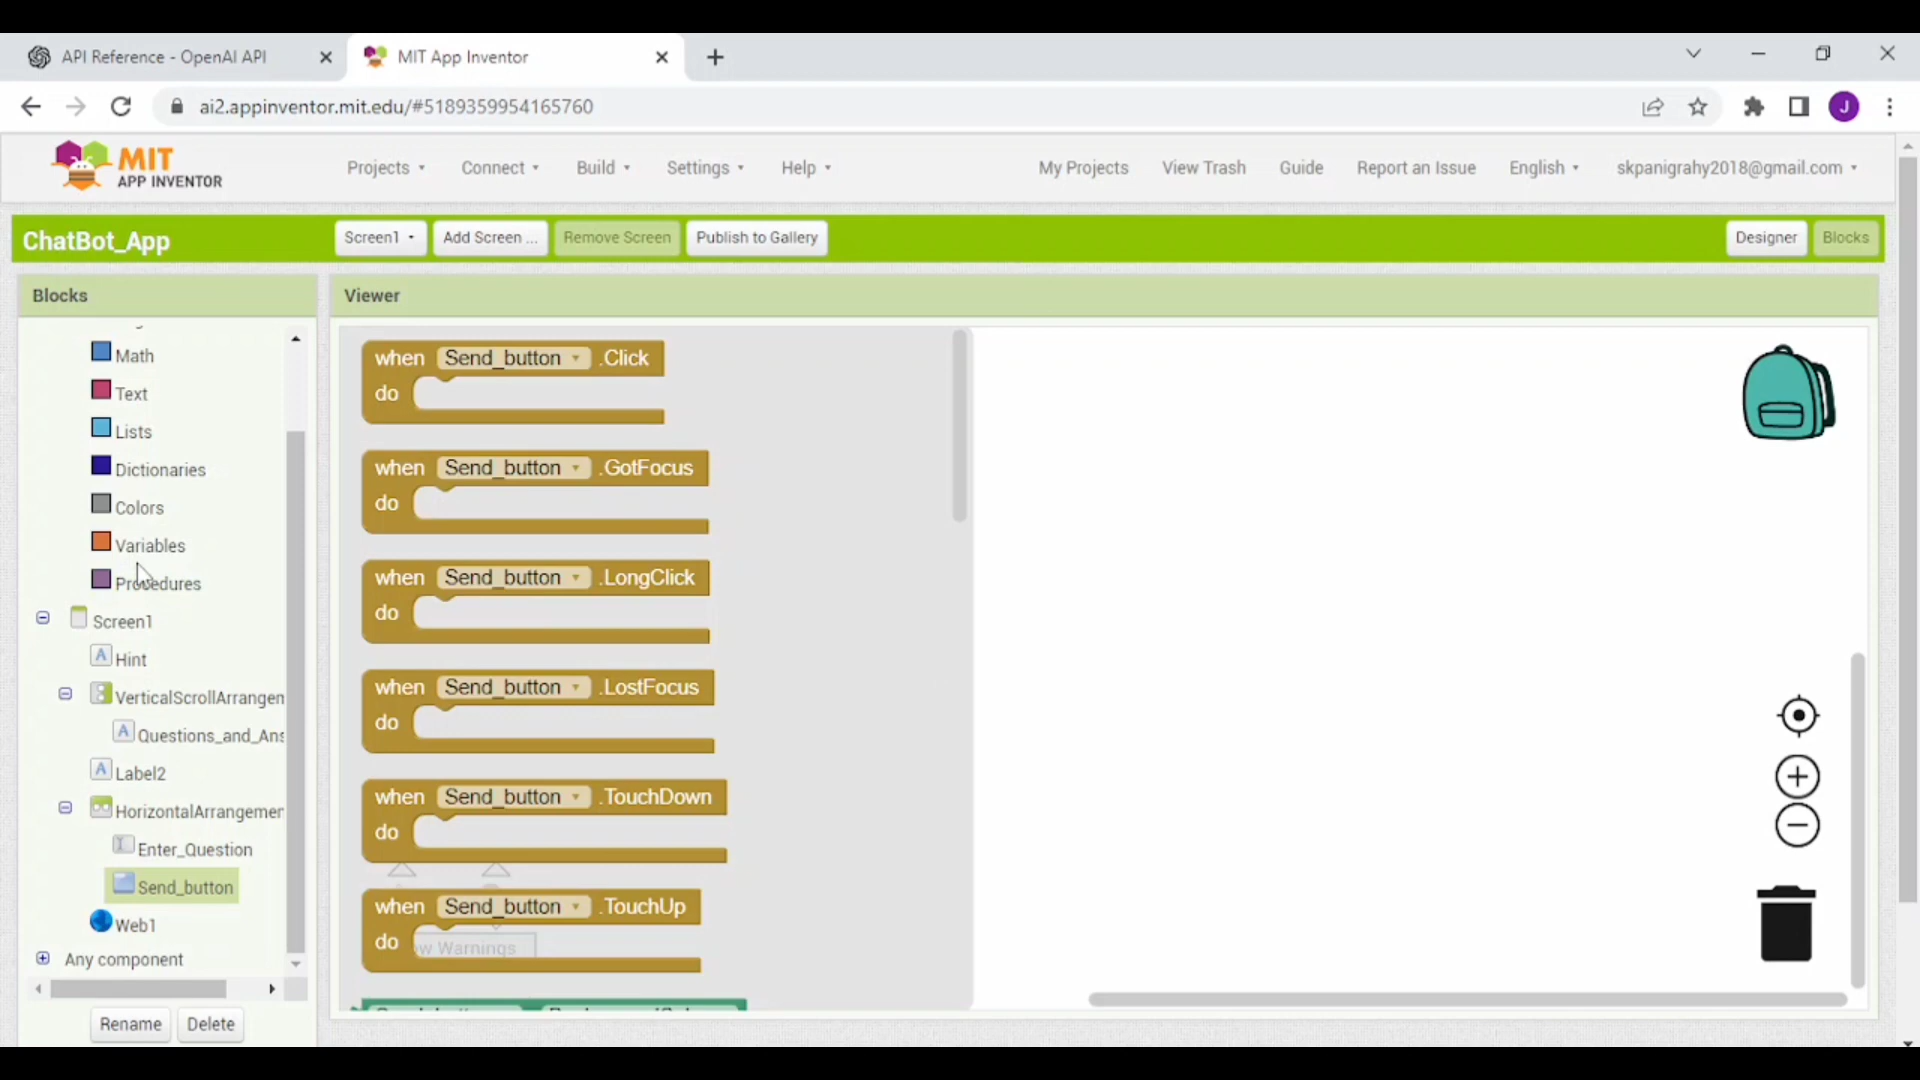 API Reference - OpenAI API
MIT App Inventor
ai2.appinventor.mit.edu/#5189359954165760
J
MIT
APP INVENTOR
Projects
Connect
Build
Settings
Help
My Projects
View Trash
Guide
Report an Issue
English
skpanigrahy2018@gmail.com
ChatBot_App
Screen1
Add Screen ...
Remove Screen
Publish to Gallery
Designer
Blocks
Blocks
Viewer
Math
Text
Lists
Dictionaries
Colors
Variables
Procedures
Screen1
Hint
VerticalScrollArrangen
Questions_and_Ans
Label2
HorizontalArrangemer
Enter_Question
Send_button
Web1
Any component
Rename
Delete
when Send_button .Click
do
when Send_button .GotFocus
do
when Send_button .LongClick
do
when Send_button .LostFocus
do
when Send_button .TouchDown
do
when Send_button .TouchUp
do
ow Warnings